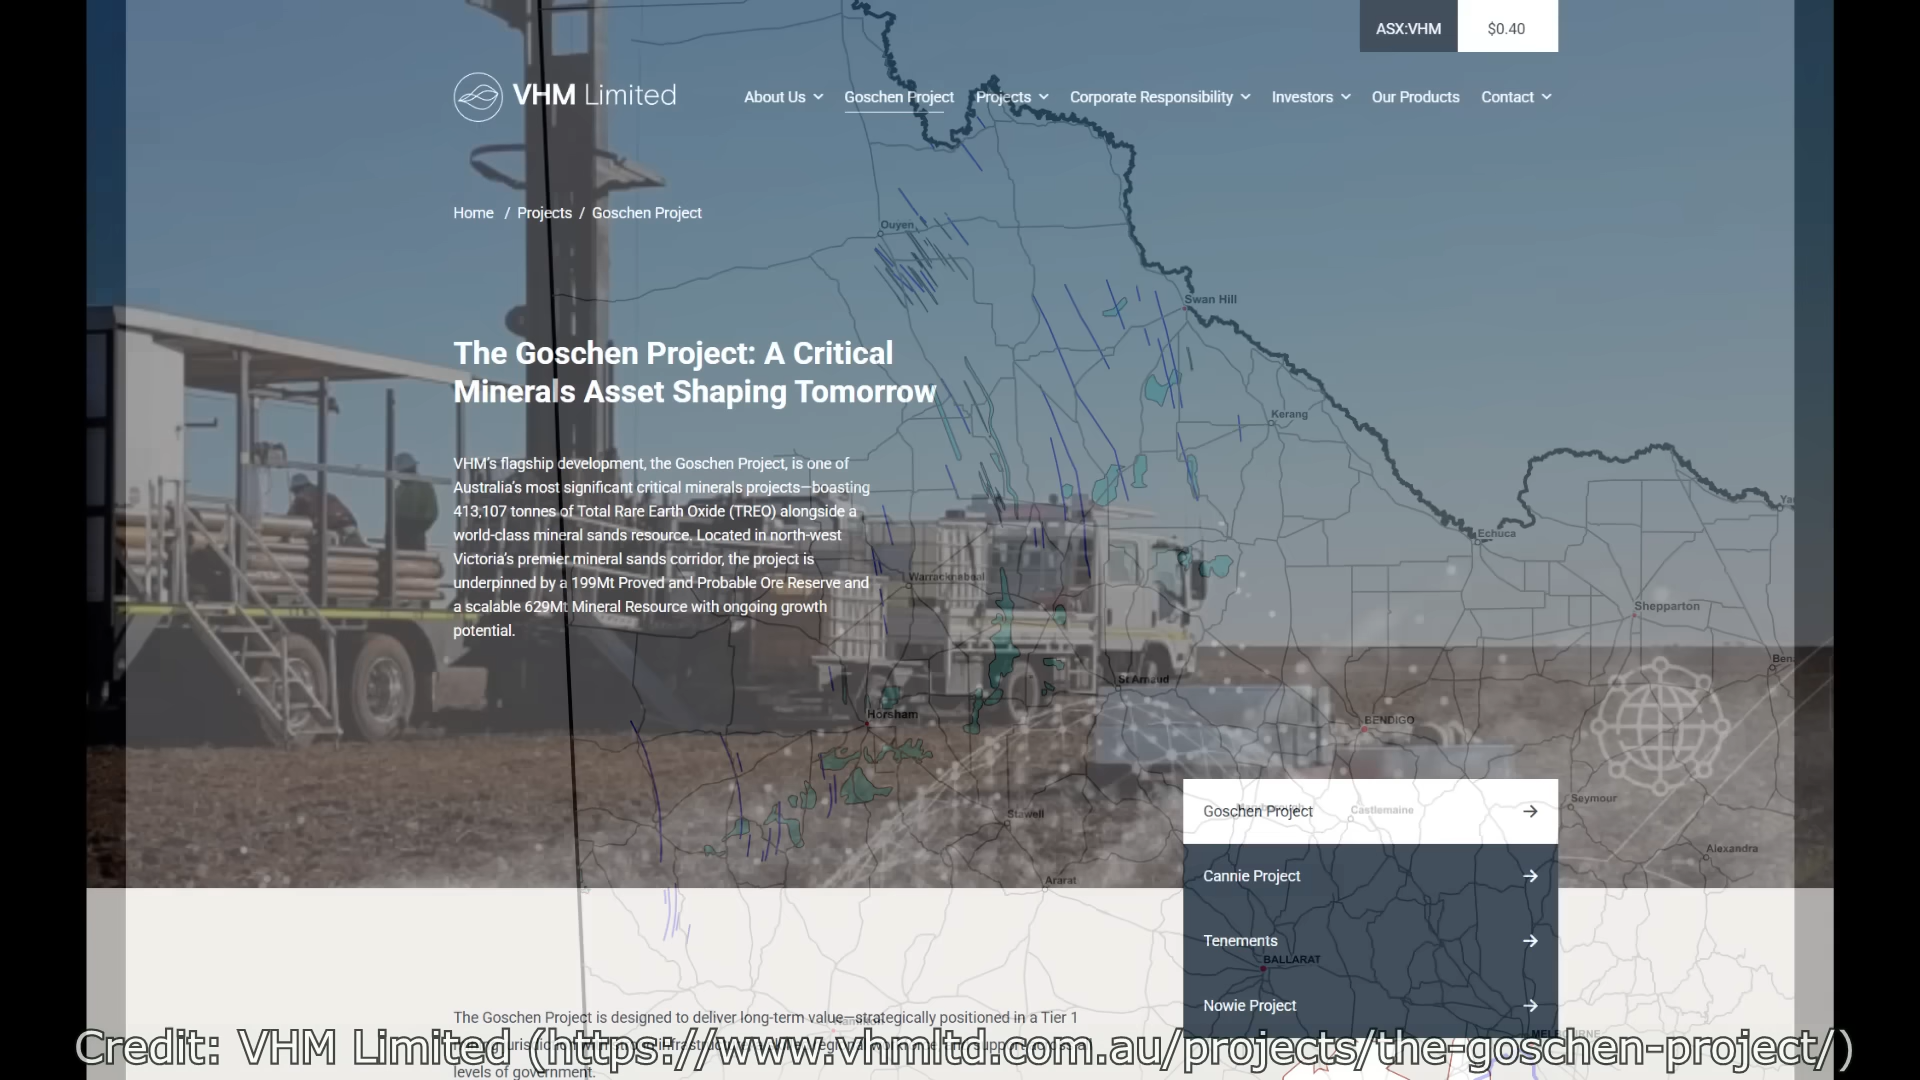 ASX:VHM $0.40
VHM Limited
About Us Goschen Project Projects Corporate Responsibility Investors Our Products Contact
Home / Projects / Goschen Project
Ouyen
Swan Hill
The Goschen Project: A Critical
Minerals Asset Shaping Tomorrow
Kerang
VHM's flagship development, the Goschen Project, is one of
Australia's most significant critical minerals projects—boasting
413,107 tonnes of Total Rare Earth Oxide (TREO) alongside a
world-class mineral sands resource. Located in north-west
Victoria's premier mineral sands corridor, the project is
underpinned by a 199Mt Proved and Probable Ore Reserve and
a scalable 629Mt Mineral Resource with ongoing growth
potential.
Echuca
Warracknabeal
Shepparton
St Arnaud
Horsham
BENDIGO
Seymour
Goschen Project
Castlemaine
Stawell
Alexandra
Cannie Project
Ararat
Tenements
BALLARAT
Nowie Project
The Goschen Project is designed to deliver long-term value—strategically positioned in a Tier 1
MELBOURNE
Credit: VHM Limited (https://www.vhmltd.com.au/projects/the-goschen-project/)
levels of government.